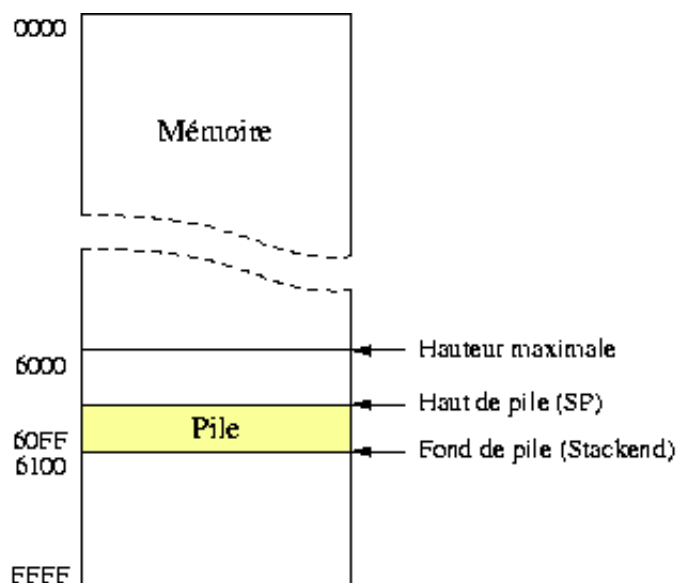 0000
Mémoire
Hauteur maximale
6000
Haut de pile (SP)
Pile
60FF
Fond de pile (Stackend)
6100
FFFF